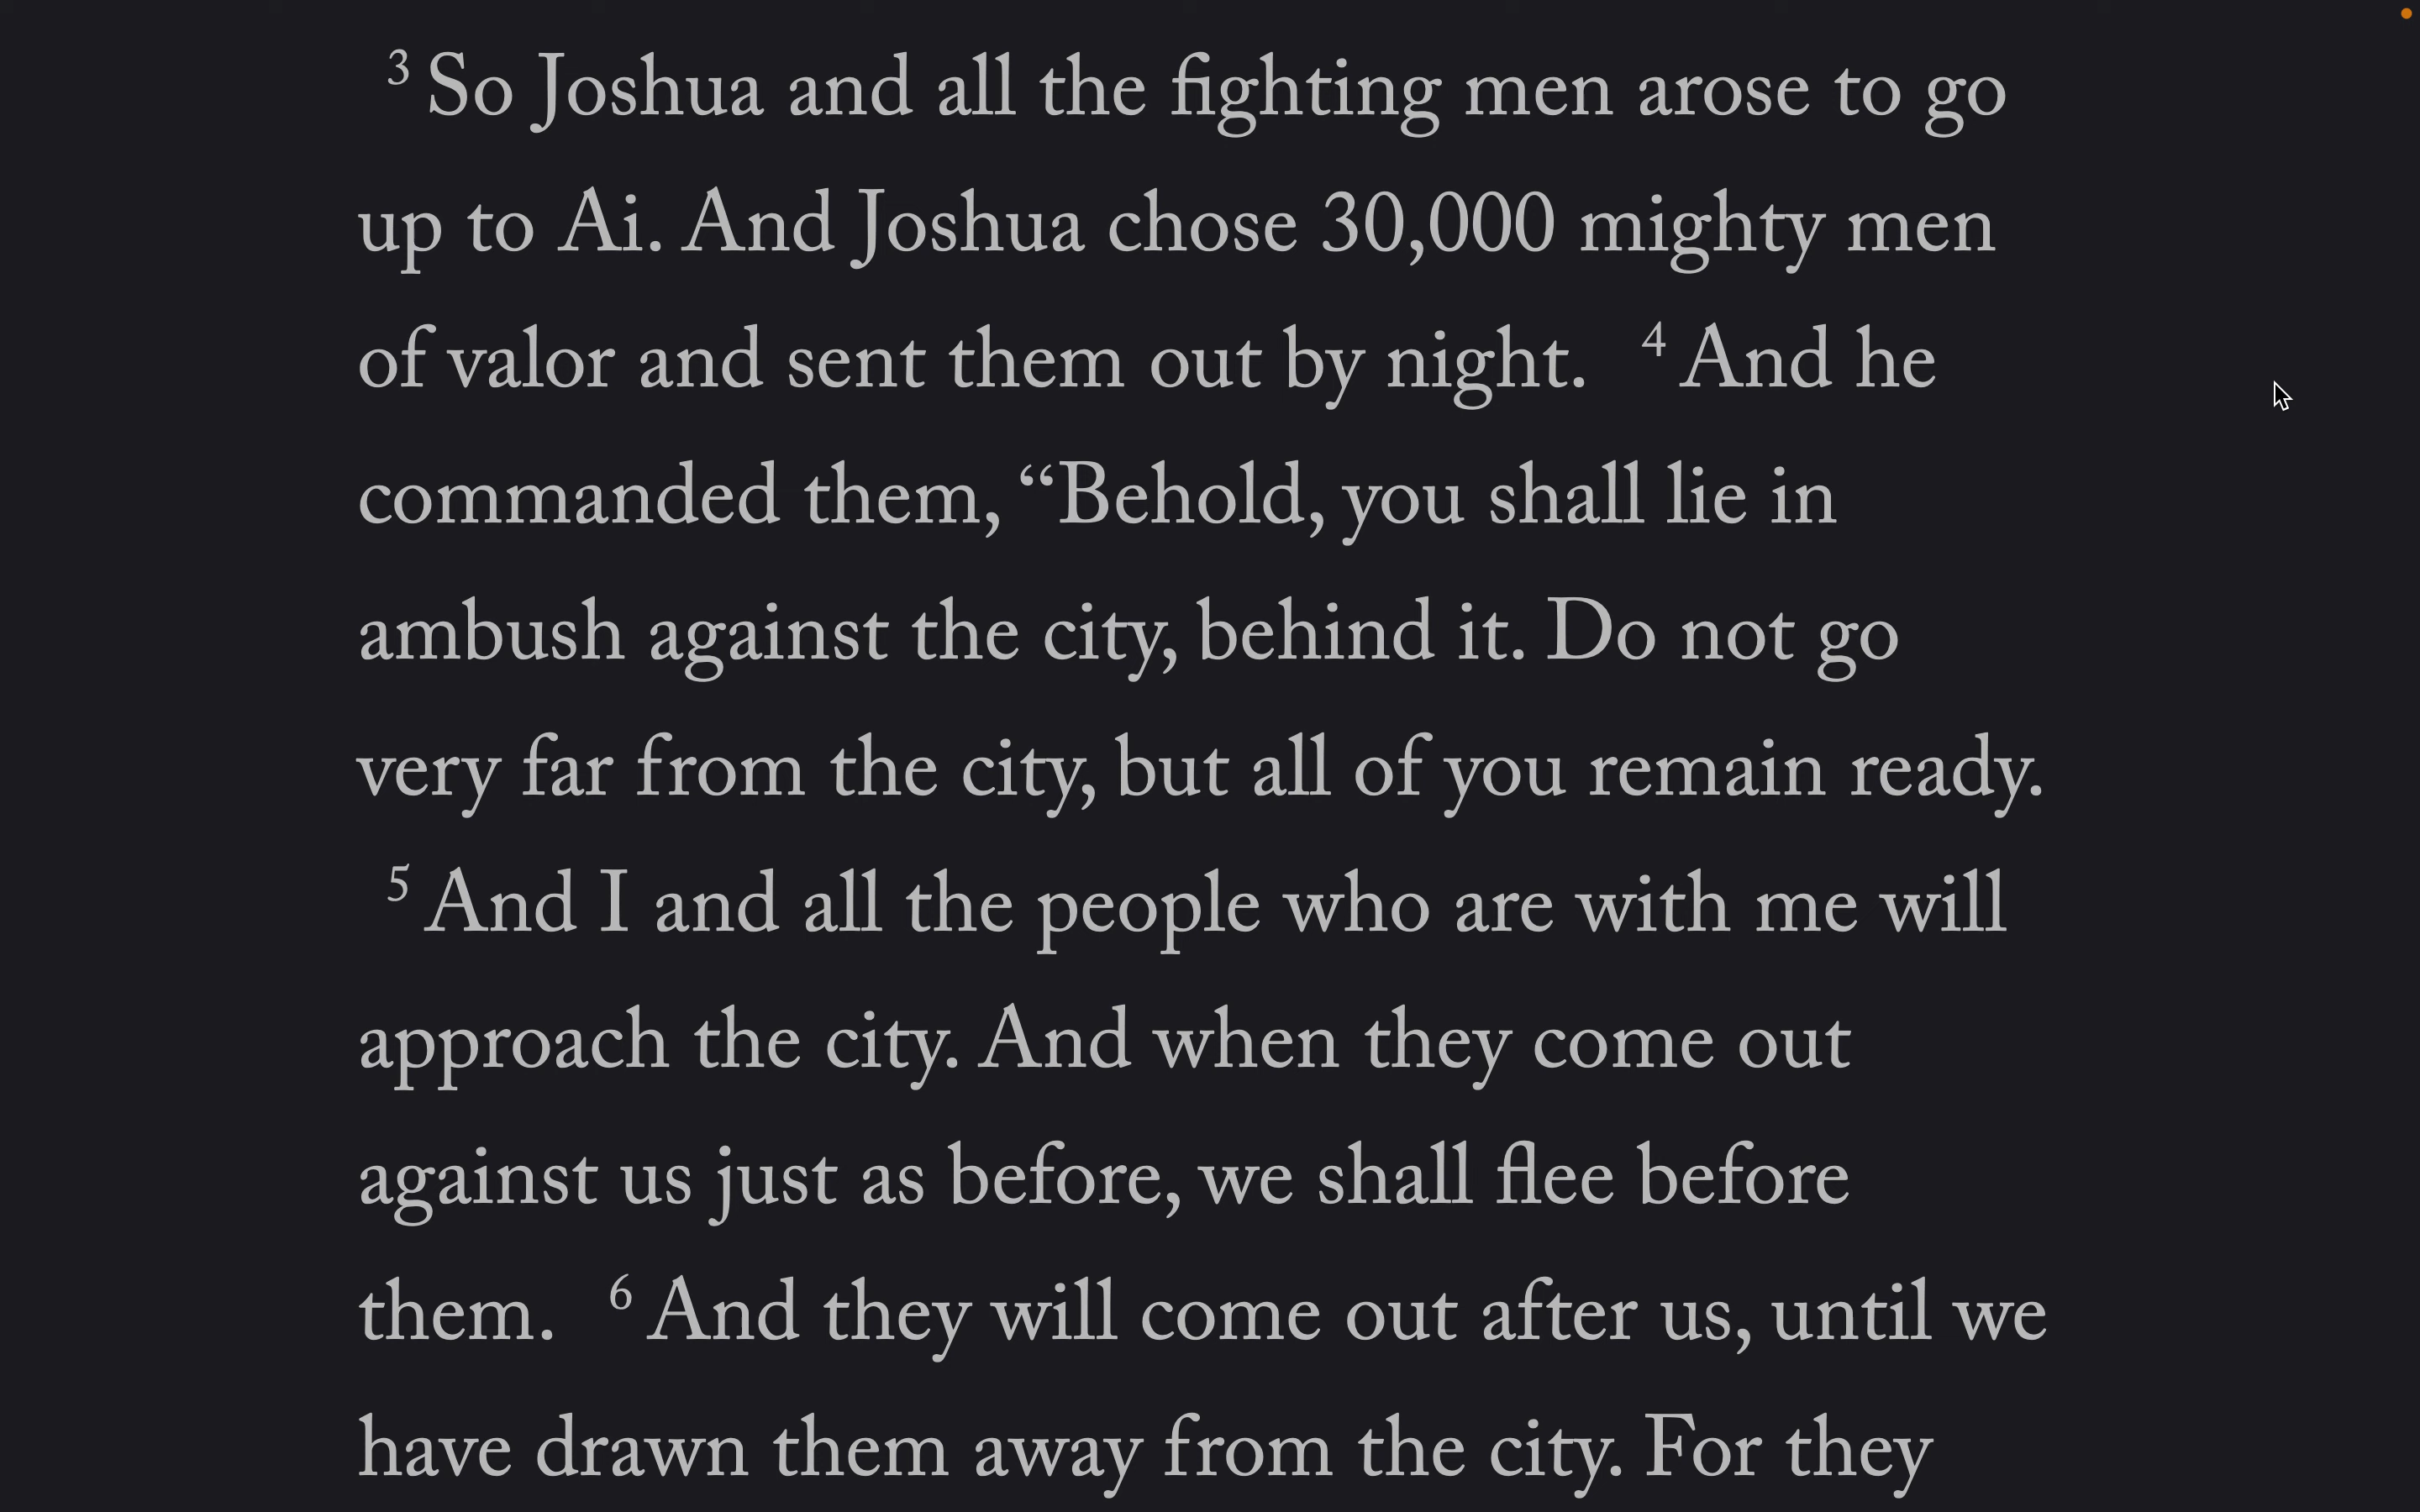 3 So Joshua and all the fighting men arose to go
up to Ai. And Joshua chose 30,000 mighty men
of valor and sent them out by night. 4 And he
commanded them, “Behold, you shall lie in
ambush against the city, behind it. Do not go
very far from the city, but all of you remain ready.
5 And I and all the people who are with me will
approach the city. And when they come out
against us just as before, we shall flee before
them. 6 And they will come out after us, until we
have drawn them away from the city. For they